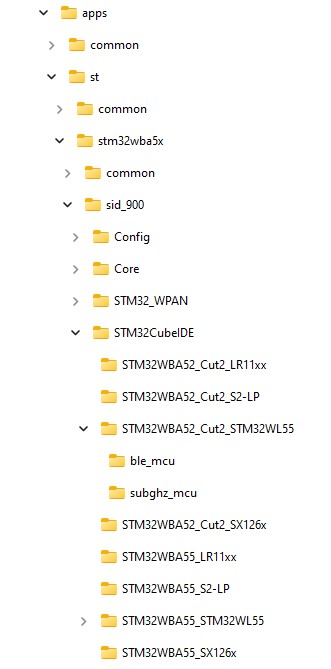 apps
common
st
common
stm32wba5x
common
sid_900
Config
Core
STM32_WPAN
STM32CubeIDE
STM32WBA52_Cut2_LR11xx
STM32WBA52_Cut2_S2-LP
STM32WBA52_Cut2_STM32WL55
ble_mcu
subghz_mcu
STM32WBA52_Cut2_SX126x
STM32WBA55_LR11xx
STM32WBA55_S2-LP
STM32WBA55_STM32WL55
STM32WBA55_SX126x